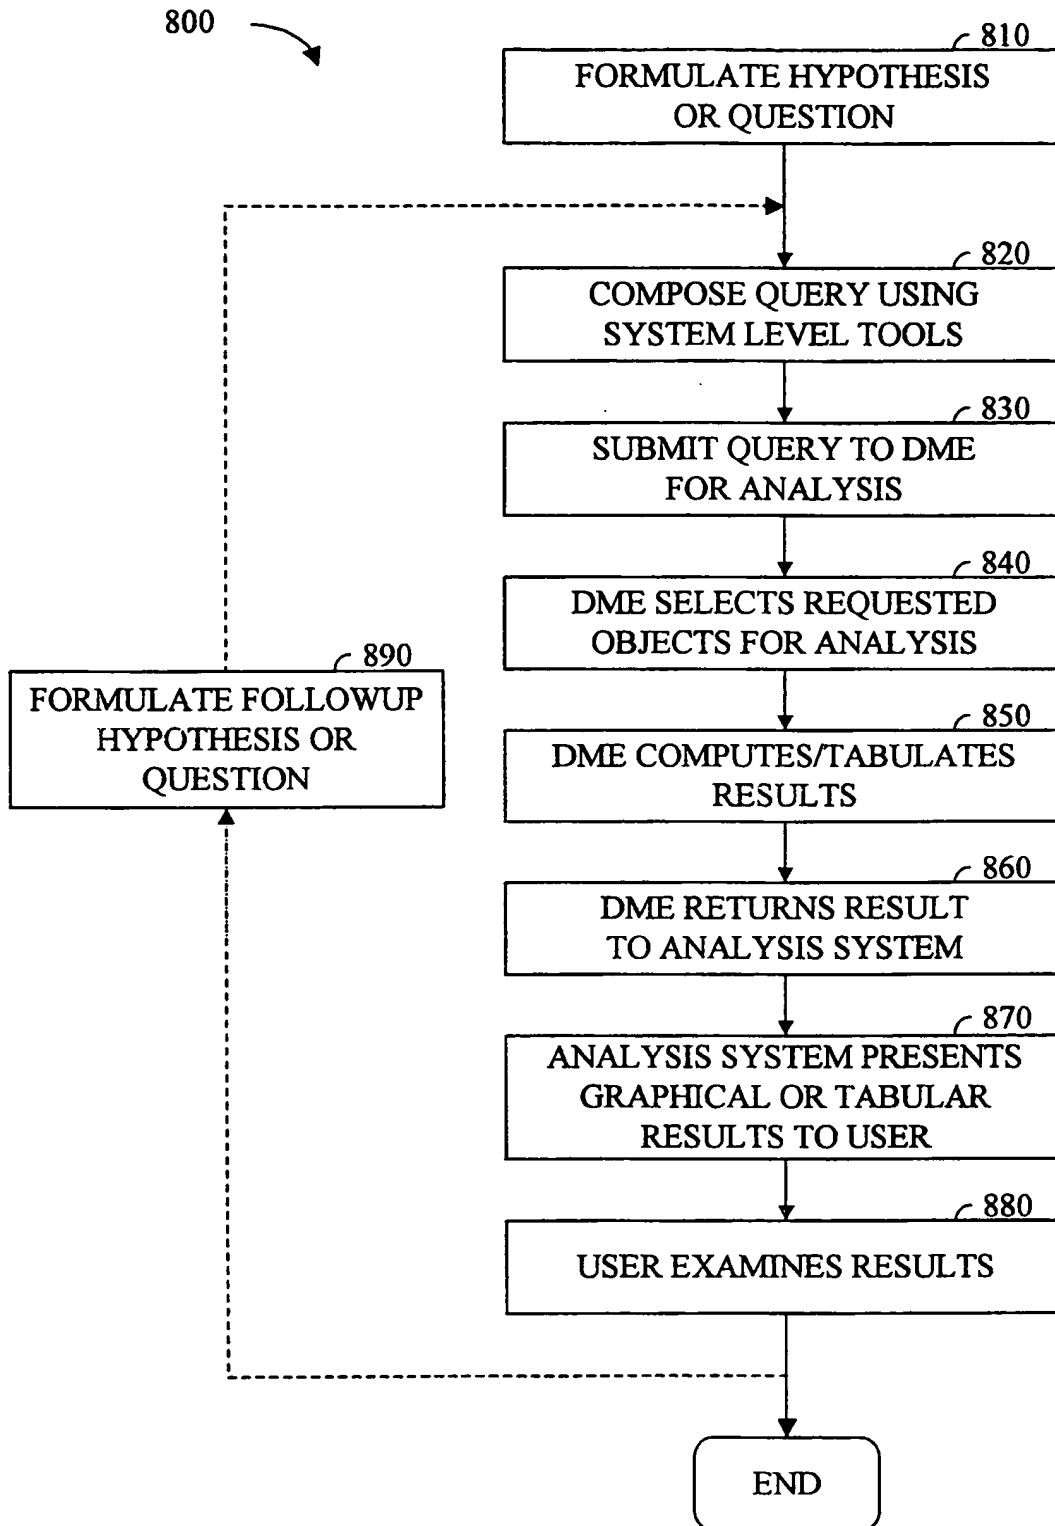 800
810
FORMULATE HYPOTHESIS
OR QUESTION
820
COMPOSE QUERY USING
SYSTEM LEVEL TOOLS
830
SUBMIT QUERY TO DME
FOR ANALYSIS
840
DME SELECTS REQUESTED
OBJECTS FOR ANALYSIS
850
DME COMPUTES/TABULATES
RESULTS
860
DME RETURNS RESULT
TO ANALYSIS SYSTEM
870
ANALYSIS SYSTEM PRESENTS
GRAPHICAL OR TABULAR
RESULTS TO USER
880
USER EXAMINES RESULTS
890
FORMULATE FOLLOWUP
HYPOTHESIS OR
QUESTION
END